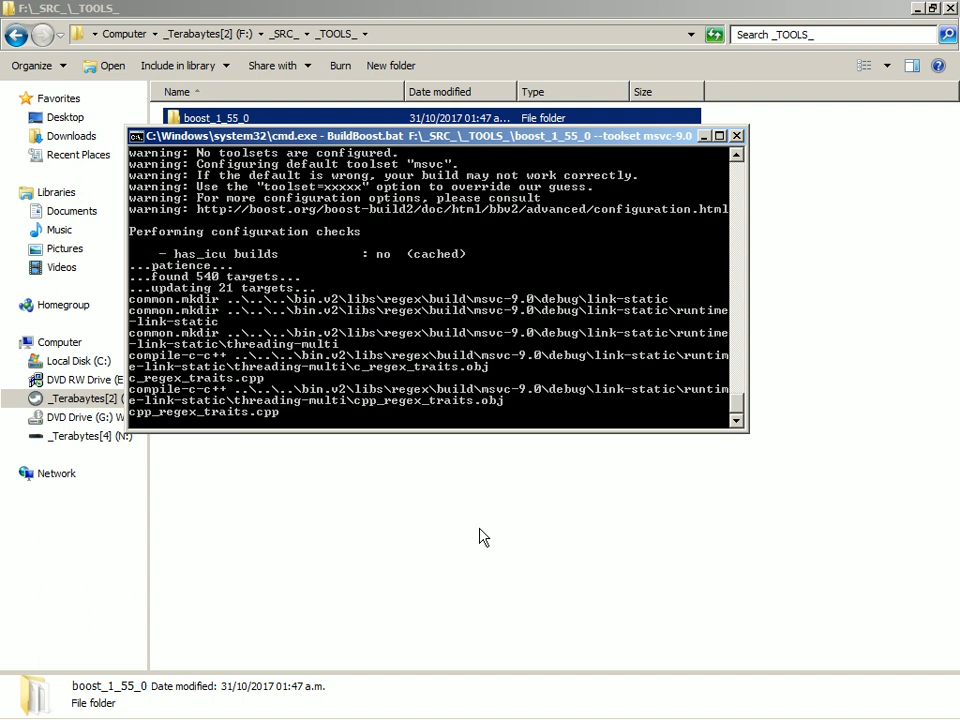 F:\_SRC_\_TOOLS_
Computer _Terabaytes[2] (F:) _SRC_ _TOOLS_
Search _TOOLS_
Organize Open Include in library Share with Burn New folder
Name Date modified Type Size
boost_1_55_0 31/10/2017 01:47 a... File folder
Favorites
Desktop
Downloads
Recent Places
Libraries
Documents
Music
Pictures
Videos
Homegroup
Computer
Local Disk (C:)
DVD RW Drive (E
_Terabaytes[2] (
DVD Drive (G:) W
_Terabytes[4] (N:)
Network
C:\Windows\system32\cmd.exe - BuildBoost.bat F:\_SRC_\_TOOLS_\boost_1_55_0 --toolset msvc-9.0
warning: No toolsets are configured.
warning: Configuring default toolset "msvc".
warning: If the default is wrong, your build may not work correctly.
warning: Use the "toolset=xxxxx" option to override our guess.
warning: For more configuration options, please consult
warning: http://boost.org/boost-build2/doc/html/bbv2/advanced/configuration.html
Performing configuration checks
- has_icu builds : no (cached)
...patience...
...found 540 targets...
...updating 21 targets...
common.mkdir ..\..\..\bin.v2\libs\regex\build\msvc-9.0\debug\link-static
common.mkdir ..\..\..\bin.v2\libs\regex\build\msvc-9.0\debug\link-static\runtime
-link-static
common.mkdir ..\..\..\bin.v2\libs\regex\build\msvc-9.0\debug\link-static\runtime
-link-static\threading-multi
compile-c-c++ ..\..\..\bin.v2\libs\regex\build\msvc-9.0\debug\link-static\runtim
e-link-static\threading-multi\c_regex_traits.obj
c_regex_traits.cpp
compile-c-c++ ..\..\..\bin.v2\libs\regex\build\msvc-9.0\debug\link-static\runtim
e-link-static\threading-multi\cpp_regex_traits.obj
cpp_regex_traits.cpp
boost_1_55_0 Date modified: 31/10/2017 01:47 a.m.
File folder